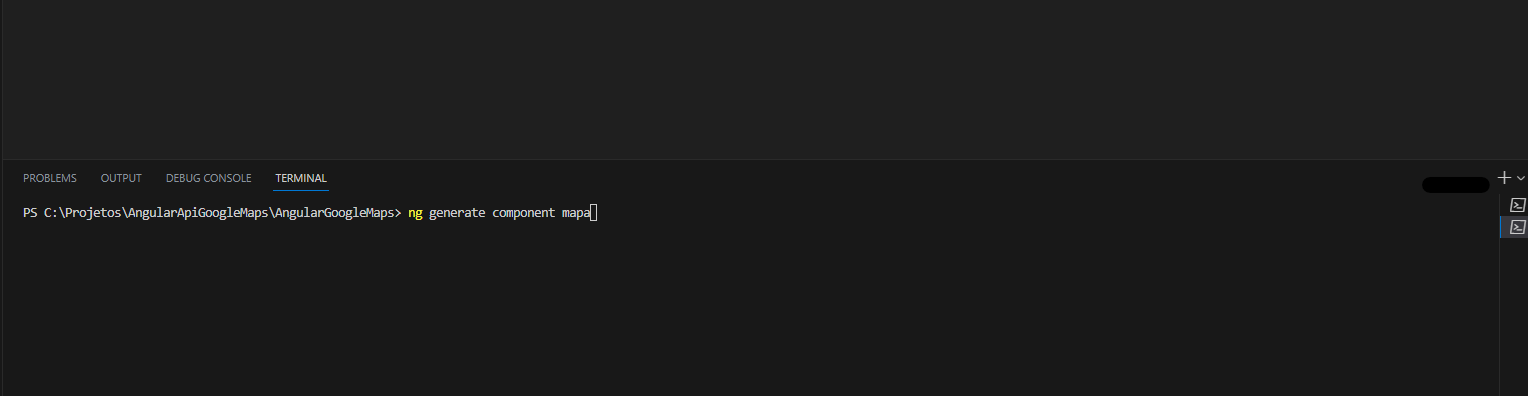 PROBLEMS OUTPUT DEBUG CONSOLE TERMINAL
PS C:\Projetos\AngularApiGoogleMaps\AngularGoogleMaps> ng generate component mapa